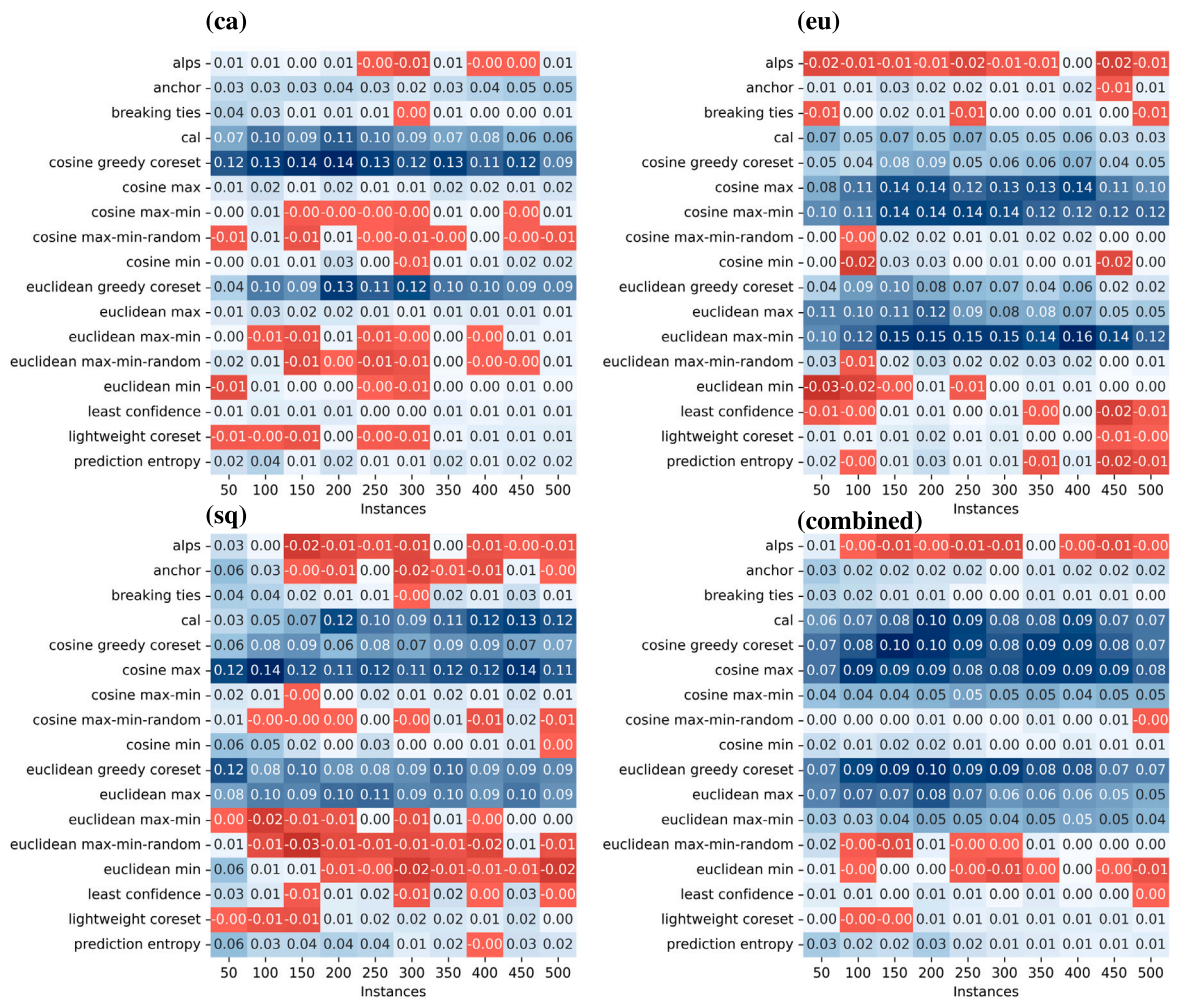 (ca)
alps 0.01 0.01 0.00 0.01 -0.00 -0.01 0.01 -0.00 0.00 0.01
anchor 0.03 0.03 0.03 0.04 0.03 0.02 0.03 0.04 0.05 0.05
breaking ties 0.04 0.03 0.01 0.01 0.01 0.00 0.01 0.00 0.00 0.01
cal 0.07 0.10 0.09 0.11 0.10 0.09 0.07 0.08 0.06 0.06
cosine greedy coreset 0.12 0.13 0.14 0.14 0.13 0.12 0.13 0.11 0.12 0.09
cosine max 0.01 0.02 0.01 0.02 0.01 0.01 0.02 0.02 0.01 0.02
cosine max-min 0.00 0.01 -0.00 -0.00 -0.00 -0.00 0.01 0.00 -0.00 0.01
cosine max-min-random -0.01 0.01 -0.01 0.01 -0.00 -0.01 -0.00 0.00 -0.00 -0.01
cosine min 0.00 0.01 0.01 0.03 0.00 -0.01 0.01 0.01 0.02 0.02
euclidean greedy coreset 0.04 0.10 0.09 0.13 0.11 0.12 0.10 0.10 0.09 0.09
euclidean max 0.01 0.03 0.02 0.02 0.01 0.01 0.01 0.01 0.01 0.01
euclidean max-min 0.00 -0.01 -0.01 0.01 -0.00 -0.01 0.01 -0.00 0.01 0.01
euclidean max-min-random 0.02 0.01 -0.01 0.00 -0.01 -0.01 0.01 -0.00 -0.00 0.01
euclidean min -0.01 0.01 0.00 0.00 -0.00 -0.01 0.01 0.01 0.00 0.00
least confidence 0.01 0.01 0.01 0.01 0.00 0.00 0.01 0.01 0.01 0.01
lightweight coreset -0.01 -0.00 -0.01 0.00 -0.00 -0.01 0.01 0.01 0.01 0.01
prediction entropy 0.02 0.04 0.01 0.02 0.01 0.01 0.02 0.01 0.02 0.02
50 100 150 200 250 300 350 400 450 500
Instances
(eu)
alps -0.02 -0.01 -0.01 -0.01 -0.02 -0.01 -0.01 0.00 -0.02 -0.01
anchor 0.01 0.01 0.03 0.02 0.02 0.01 0.01 0.02 -0.01 0.01
breaking ties -0.01 0.00 0.02 0.01 -0.01 0.00 0.01 0.01 0.00 -0.01
cal 0.07 0.05 0.07 0.05 0.07 0.05 0.05 0.06 0.03 0.03
cosine greedy coreset 0.05 0.04 0.08 0.09 0.05 0.06 0.06 0.07 0.04 0.05
cosine max 0.08 0.11 0.14 0.14 0.12 0.13 0.13 0.14 0.11 0.10
cosine max-min 0.10 0.11 0.14 0.14 0.14 0.14 0.12 0.12 0.12 0.12
cosine max-min-random 0.00 -0.00 0.02 0.02 0.01 0.01 0.02 0.02 0.00 0.00
cosine min 0.00 -0.02 0.03 0.03 0.00 0.01 0.00 0.01 -0.02 0.00
euclidean greedy coreset 0.04 0.09 0.10 0.08 0.07 0.07 0.04 0.06 0.02 0.02
euclidean max 0.11 0.10 0.11 0.12 0.09 0.08 0.08 0.07 0.05 0.05
euclidean max-min 0.10 0.12 0.15 0.15 0.15 0.15 0.14 0.16 0.14 0.12
euclidean max-min-random 0.03 -0.01 0.02 0.03 0.02 0.02 0.03 0.02 0.00 0.01
euclidean min -0.03 -0.02 -0.00 0.01 -0.01 0.00 0.01 0.01 0.00 0.00
least confidence -0.01 -0.00 0.01 0.01 0.00 0.01 -0.00 0.00 -0.02 -0.01
lightweight coreset 0.01 0.01 0.01 0.02 0.01 0.01 0.00 0.00 -0.01 -0.00
prediction entropy 0.02 -0.00 0.01 0.03 0.01 0.01 -0.01 0.01 -0.02 -0.01
50 100 150 200 250 300 350 400 450 500
Instances
(sq)
alps 0.03 0.00 -0.02 -0.01 -0.01 -0.01 0.00 -0.01 -0.00 -0.01
anchor 0.06 0.03 -0.00 -0.01 0.00 -0.02 -0.01 -0.01 0.01 -0.00
breaking ties 0.04 0.04 0.02 0.01 0.01 -0.00 0.02 0.01 0.03 0.01
cal 0.03 0.05 0.07 0.12 0.10 0.09 0.11 0.12 0.13 0.12
cosine greedy coreset 0.06 0.08 0.09 0.06 0.08 0.07 0.09 0.09 0.07 0.07
cosine max 0.12 0.14 0.12 0.11 0.12 0.11 0.12 0.12 0.14 0.11
cosine max-min 0.02 0.01 -0.00 0.00 0.02 0.01 0.02 0.01 0.02 0.01
cosine max-min-random 0.01 -0.00 -0.00 0.00 0.00 -0.00 0.01 -0.01 0.02 -0.01
cosine min 0.06 0.05 0.02 0.00 0.03 0.00 0.00 0.01 0.01 0.00
euclidean greedy coreset 0.12 0.08 0.10 0.08 0.08 0.09 0.10 0.09 0.09 0.09
euclidean max 0.08 0.10 0.09 0.10 0.11 0.09 0.10 0.09 0.10 0.09
euclidean max-min 0.00 -0.02 -0.01 -0.01 0.00 -0.01 0.01 -0.00 0.00 0.00
euclidean max-min-random 0.01 -0.01 -0.03 -0.01 -0.01 -0.01 -0.01 -0.02 0.01 -0.01
euclidean min 0.06 0.01 0.01 -0.01 -0.00 -0.02 -0.01 -0.01 -0.01 -0.02
least confidence 0.03 0.01 -0.01 0.01 0.02 -0.01 0.02 0.00 0.03 -0.00
lightweight coreset -0.00 -0.01 -0.01 0.01 0.02 0.02 0.02 0.01 0.02 0.00
prediction entropy 0.06 0.03 0.04 0.04 0.04 0.01 0.02 -0.00 0.03 0.02
50 100 150 200 250 300 350 400 450 500
Instances
(combined)
alps 0.01 -0.00 -0.01 -0.00 -0.01 -0.01 0.00 -0.00 -0.01 -0.00
anchor 0.03 0.02 0.02 0.02 0.02 0.00 0.01 0.02 0.02 0.02
breaking ties 0.03 0.02 0.01 0.01 0.00 0.00 0.01 0.01 0.01 0.00
cal 0.06 0.07 0.08 0.10 0.09 0.08 0.08 0.09 0.07 0.07
cosine greedy coreset 0.07 0.08 0.10 0.10 0.09 0.08 0.09 0.09 0.08 0.07
cosine max 0.07 0.09 0.09 0.09 0.08 0.08 0.09 0.09 0.09 0.08
cosine max-min 0.04 0.04 0.04 0.05 0.05 0.05 0.05 0.04 0.05 0.05
cosine max-min-random 0.00 0.00 0.00 0.01 0.00 0.00 0.01 0.00 0.01 -0.00
cosine min 0.02 0.01 0.02 0.02 0.01 0.00 0.00 0.01 0.01 0.01
euclidean greedy coreset 0.07 0.09 0.09 0.10 0.09 0.09 0.08 0.08 0.07 0.07
euclidean max 0.07 0.07 0.07 0.08 0.07 0.06 0.06 0.06 0.05 0.05
euclidean max-min 0.03 0.03 0.04 0.05 0.05 0.04 0.05 0.05 0.05 0.04
euclidean max-min-random 0.02 -0.00 -0.01 0.01 -0.00 0.00 0.01 0.00 0.00 0.00
euclidean min 0.01 -0.00 0.00 0.00 -0.00 -0.01 0.00 0.00 -0.00 -0.01
least confidence 0.01 0.01 0.00 0.01 0.01 0.00 0.01 0.00 0.01 0.00
lightweight coreset 0.00 -0.00 -0.00 0.01 0.01 0.01 0.01 0.01 0.01 0.01
prediction entropy 0.03 0.02 0.02 0.03 0.02 0.01 0.01 0.01 0.01 0.01
50 100 150 200 250 300 350 400 450 500
Instances